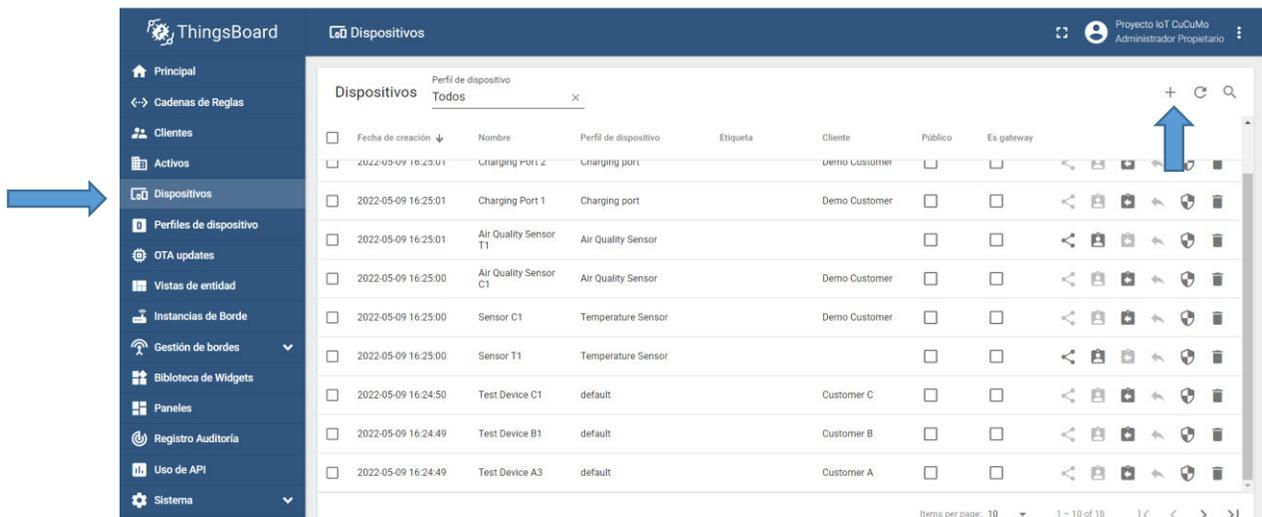 ThingsBoard
Dispositivos
Proyecto IoT CuCuMo
Administrador Propietario
Principal
Cadenas de Reglas
Clientes
Activos
Dispositivos
Perfiles de dispositivo
OTA updates
Vistas de entidad
Instancias de Borde
Gestión de bordes
Biblioteca de Widgets
Paneles
Registro Auditoría
Uso de API
Sistema
Dispositivos
Perfil de dispositivo
Todos
Fecha de creación Nombre Perfil de dispositivo Etiqueta Cliente Público Es gateway
2022-05-09 16:25:01 Charging Port 2 Charging port Demo Customer
2022-05-09 16:25:01 Charging Port 1 Charging port Demo Customer
2022-05-09 16:25:01 Air Quality Sensor T1 Air Quality Sensor
2022-05-09 16:25:00 Air Quality Sensor C1 Air Quality Sensor Demo Customer
2022-05-09 16:25:00 Sensor C1 Temperature Sensor Demo Customer
2022-05-09 16:25:00 Sensor T1 Temperature Sensor
2022-05-09 16:24:50 Test Device C1 default Customer C
2022-05-09 16:24:49 Test Device B1 default Customer B
2022-05-09 16:24:49 Test Device A3 default Customer A
Items per page: 10 1 – 10 of 18